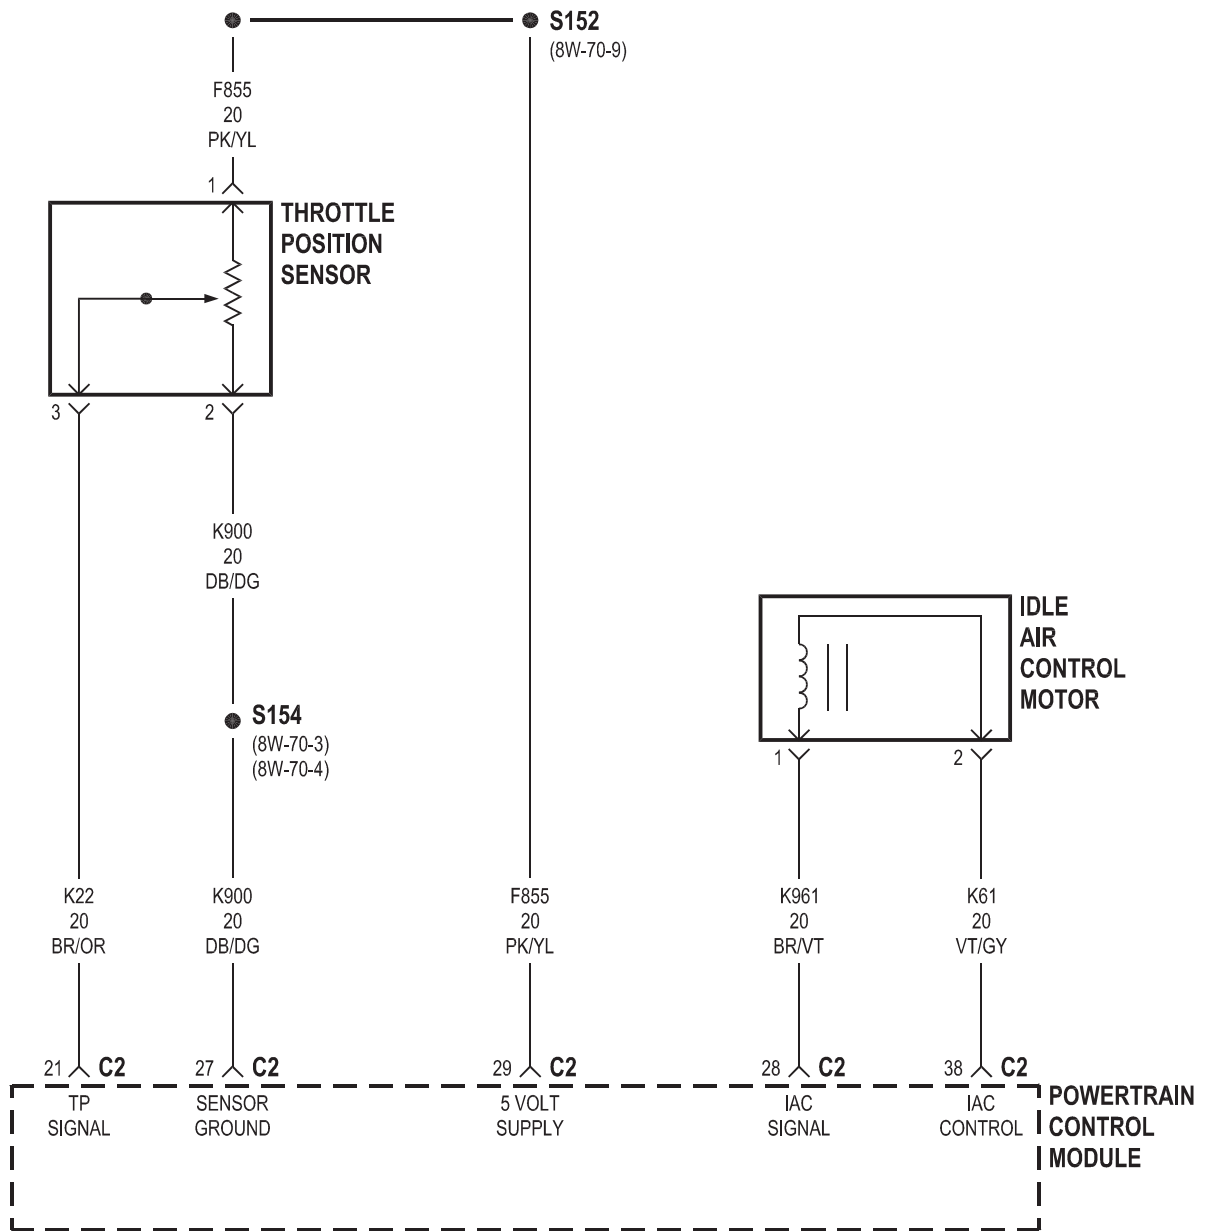 S152
(8W-70-9)
F855
20
PK/YL
1
THROTTLE
POSITION
SENSOR
3
2
K900
20
DB/DG
IDLE
AIR
CONTROL
MOTOR
S154
(8W-70-3)
(8W-70-4)
1
2
K22
20
BR/OR
K900
20
DB/DG
F855
20
PK/YL
K961
20
BR/VT
K61
20
VT/GY
21 C2
27 C2
29 C2
28 C2
38 C2
TP
SIGNAL
SENSOR
GROUND
5 VOLT
SUPPLY
IAC
SIGNAL
IAC
CONTROL
POWERTRAIN
CONTROL
MODULE